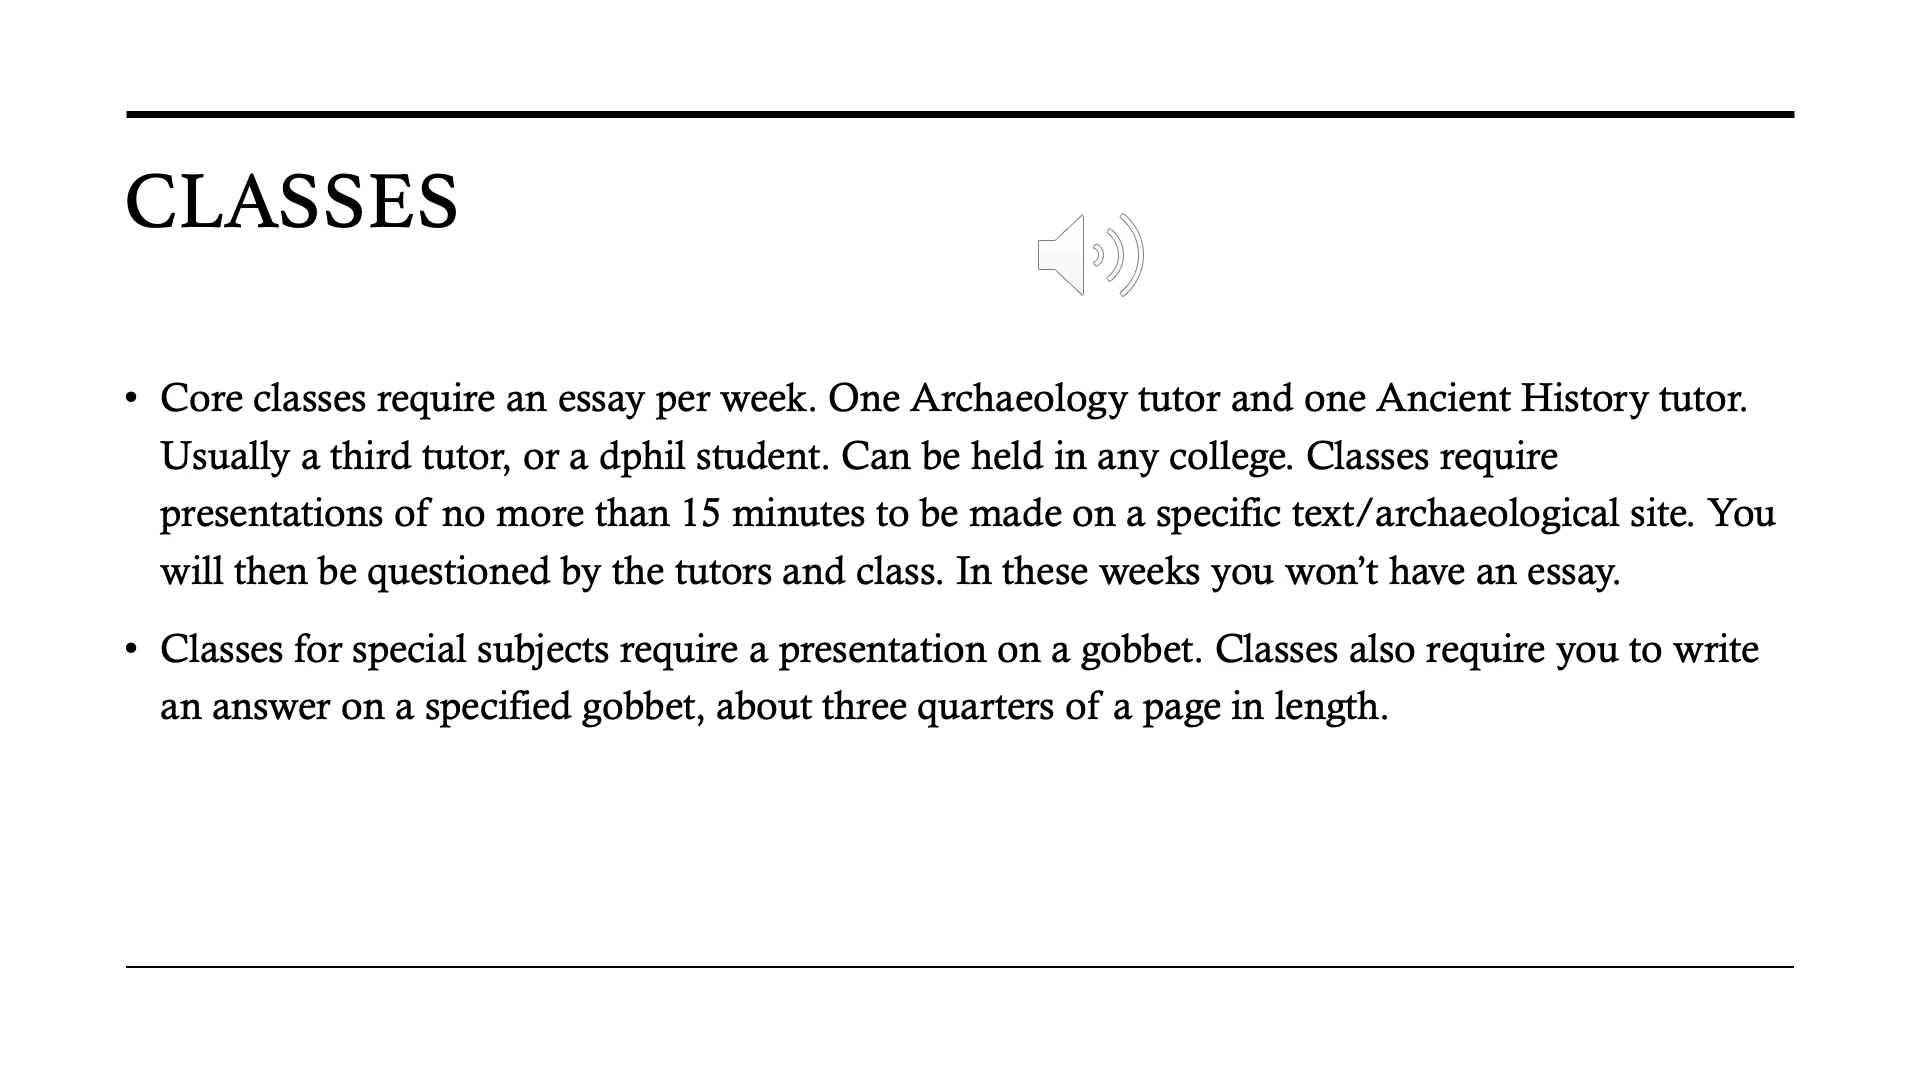 CLASSES
• Core classes require an essay per week. One Archaeology tutor and one Ancient History tutor.
Usually a third tutor, or a dphil student. Can be held in any college. Classes require
presentations of no more than 15 minutes to be made on a specific text/archaeological site. You
will then be questioned by the tutors and class. In these weeks you won’t have an essay.
• Classes for special subjects require a presentation on a gobbet. Classes also require you to write
an answer on a specified gobbet, about three quarters of a page in length.